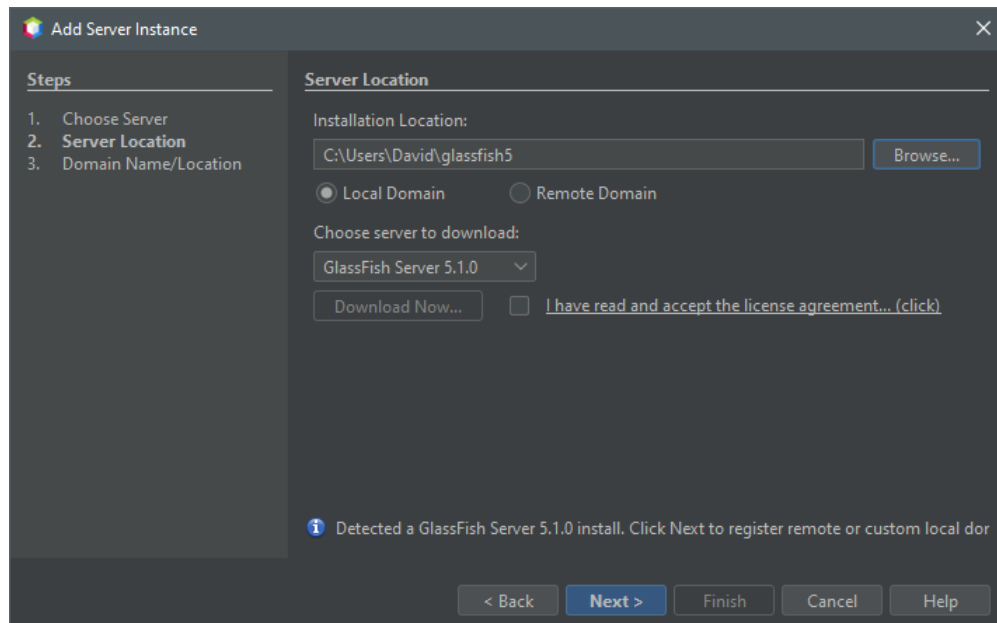 Add Server Instance
Steps
1. Choose Server
2. Server Location
3. Domain Name/Location
Server Location
Installation Location:
C:\Users\David\glassfish5
Browse...
Local Domain
Remote Domain
Choose server to download:
GlassFish Server 5.1.0
Download Now...
I have read and accept the license agreement... (click)
Detected a GlassFish Server 5.1.0 install. Click Next to register remote or custom local dor
< Back
Next >
Finish
Cancel
Help